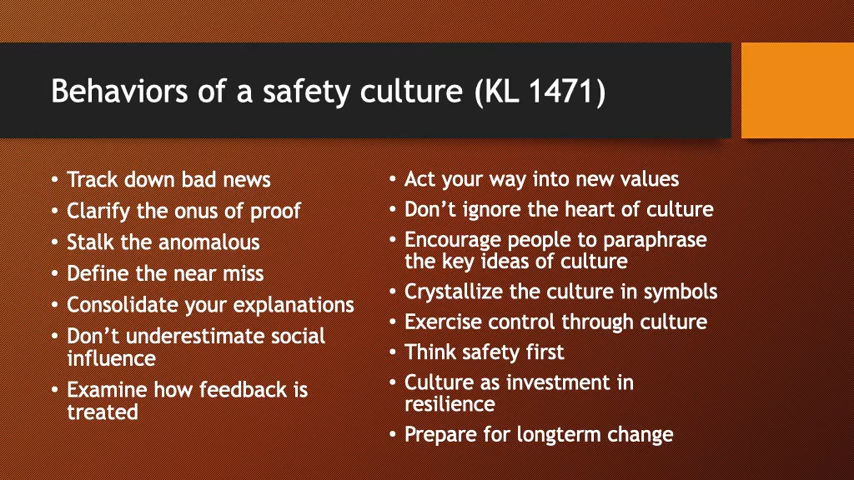 Behaviors of a safety culture (KL 1471)
• Track down bad news
• Clarify the onus of proof
• Stalk the anomalous
• Define the near miss
• Consolidate your explanations
• Don’t underestimate social
influence
• Examine how feedback is
treated
• Act your way into new values
• Don’t ignore the heart of culture
• Encourage people to paraphrase
the key ideas of culture
• Crystallize the culture in symbols
• Exercise control through culture
• Think safety first
• Culture as investment in
resilience
• Prepare for longterm change